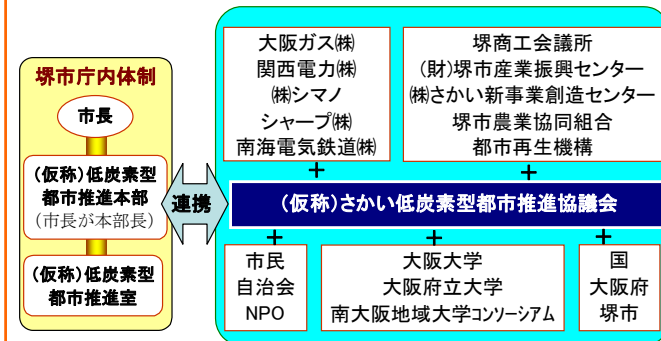 堺市庁内体制
市長
(仮称)低炭素型
都市推進本部
(市長が本部長)
(仮称)低炭素型
都市推進室
連携
大阪ガス㈱
関西電力㈱
㈱シマノ
シャープ㈱
南海電気鉄道㈱
+
堺商工会議所
(財)堺市産業振興センター
㈱さかい新事業創造センター
堺市農業協同組合
都市再生機構
+
(仮称)さかい低炭素型都市推進協議会
+
市民
自治会
NPO
+
大阪大学
大阪府立大学
南大阪地域大学コンソーシアム
+
国
大阪府
堺市